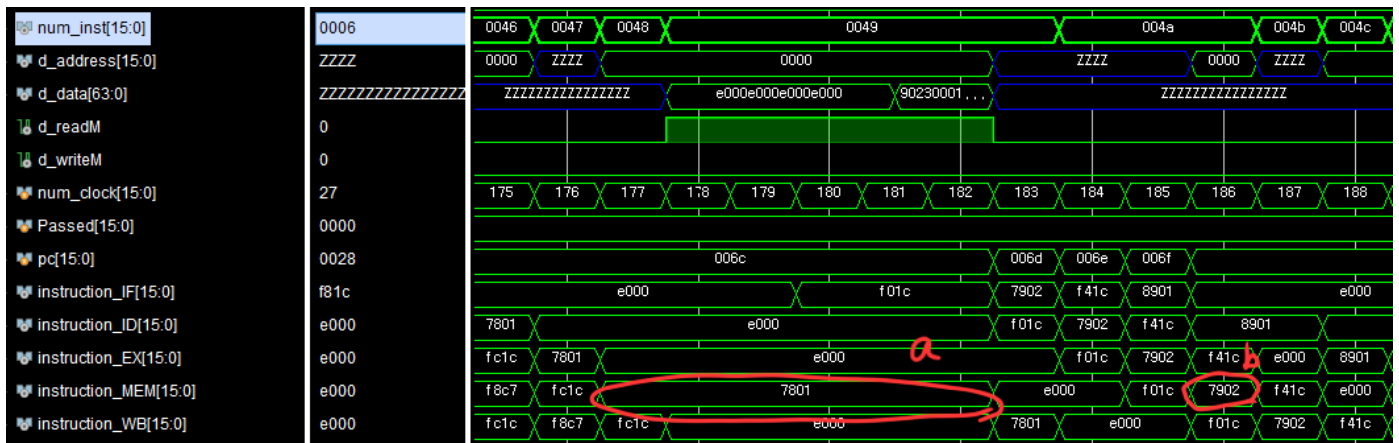 num_inst[15:0] 0006 0046 0047 0048 0049 004a 004b 004c
d_address[15:0] ZZZZ 0000 ZZZZ 0000 ZZZZ 0000 ZZZZ
d_data[63:0] ZZZZZZZZZZZZZZZZ ZZZZZZZZZZZZZZZZ e000e000e000e000 90230001... ZZZZZZZZZZZZZZZZ
d_readM 0
d_writeM 0
num_clock[15:0] 27 175 176 177 178 179 180 181 182 183 184 185 186 187 188
Passed[15:0] 0000
pc[15:0] 0028 006c 006d 006e 006f
instruction_IF[15:0] f81c e000 f01c 7902 f41c 8901 e000
instruction_ID[15:0] e000 7801 e000 f01c 7902 f41c 8901
instruction_EX[15:0] e000 fc1c 7801 e000 a f01c 7902 f41c b e000 8901
instruction_MEM[15:0] e000 f8c7 fc1c 7801 e000 f01c 7902 f41c e000
instruction_WB[15:0] e000 fc1c f8c7 fc1c e000 7801 e000 f01c 7902 f41c